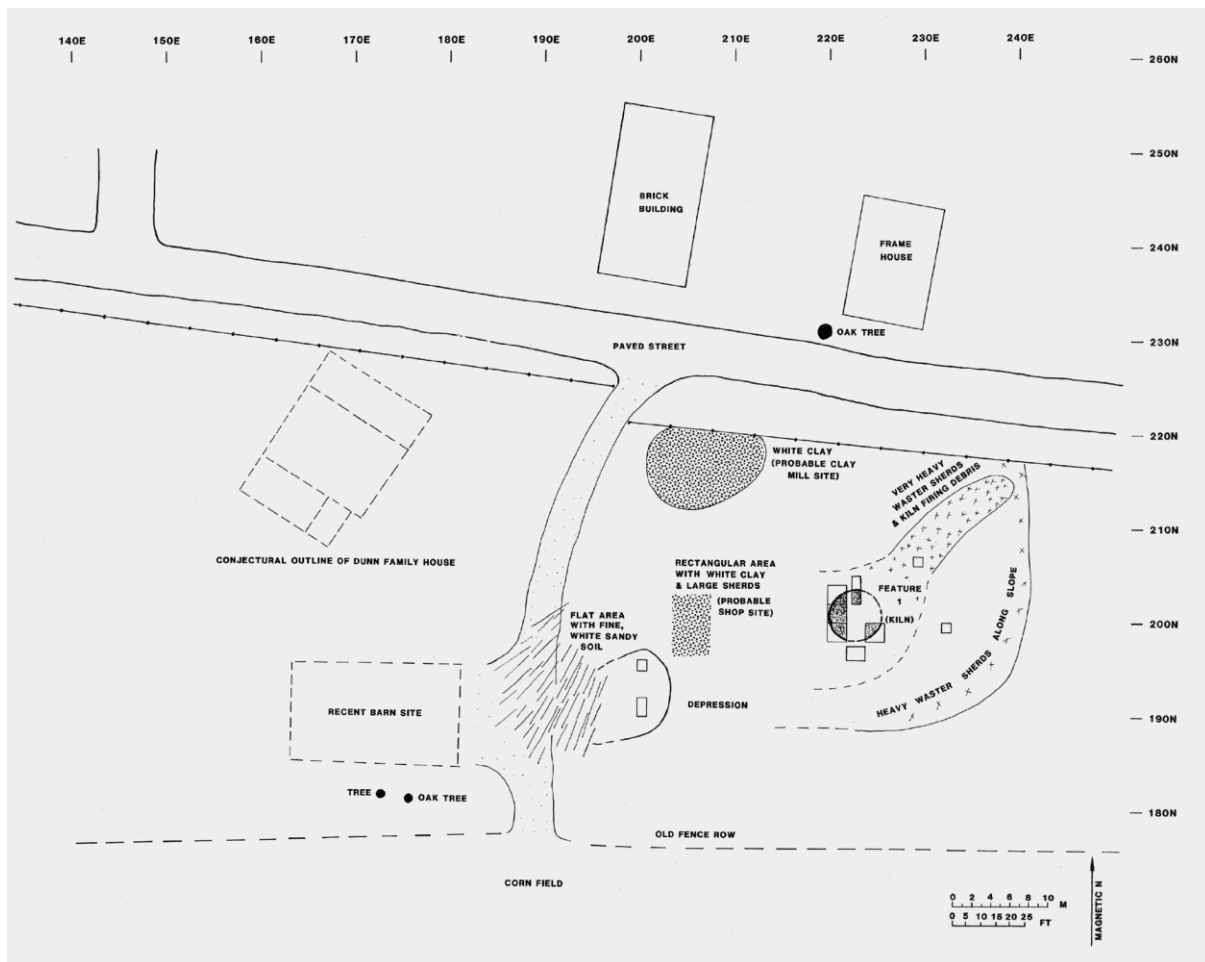 140E 150E 160E 170E 180E 190E 200E 210E 220E 230E 240E
260N
250N
BRICK
BUILDING
240N
FRAME
HOUSE
OAK TREE
230N
PAVED STREET
220N
WHITE CLAY
(PROBABLE CLAY
MILL SITE)
VERY HEAVY
WASTER SHERDS
& KILN FIRING DEBRIS
210N
CONJECTURAL OUTLINE OF DUNN FAMILY HOUSE
RECTANGULAR AREA
WITH WHITE CLAY
& LARGE SHERDS
(PROBABLE
SHOP SITE)
FEATURE
1
(KILN)
FLAT AREA
WITH FINE,
WHITE SANDY
SOIL
200N
HEAVY WASTER SHERDS ALONG SLOPE
RECENT BARN SITE
DEPRESSION
190N
TREE
OAK TREE
180N
OLD FENCE ROW
CORN FIELD
0 2 4 6 8 10 M
0 5 10 15 20 25 FT
MAGNETIC N